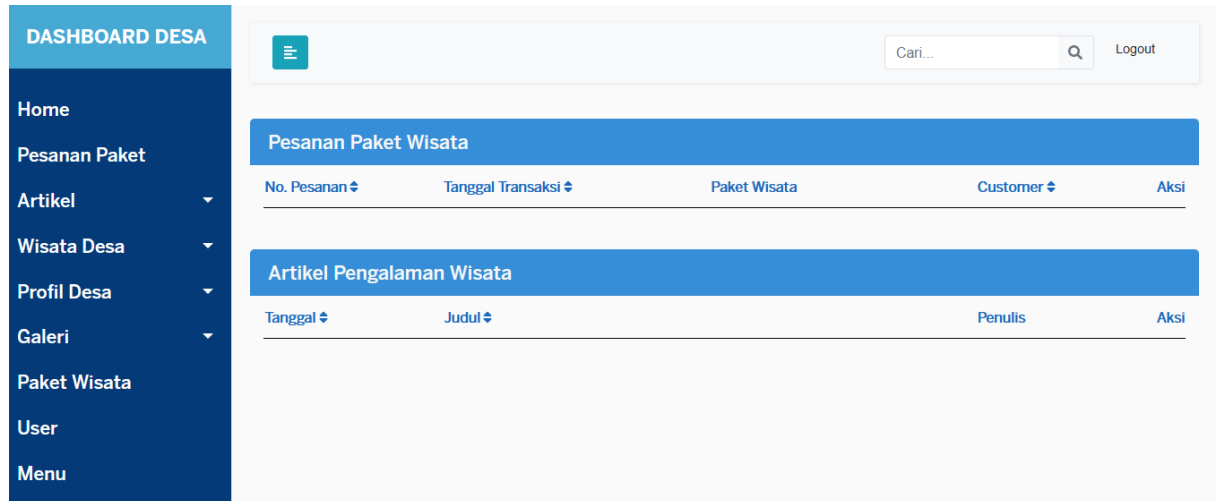 DASHBOARD DESA
Home
Pesanan Paket
Artikel
Wisata Desa
Profil Desa
Galeri
Paket Wisata
User
Menu
Cari...
Logout
Pesanan Paket Wisata
No. Pesanan Tanggal Transaksi Paket Wisata Customer Aksi
Artikel Pengalaman Wisata
Tanggal Judul Penulis Aksi